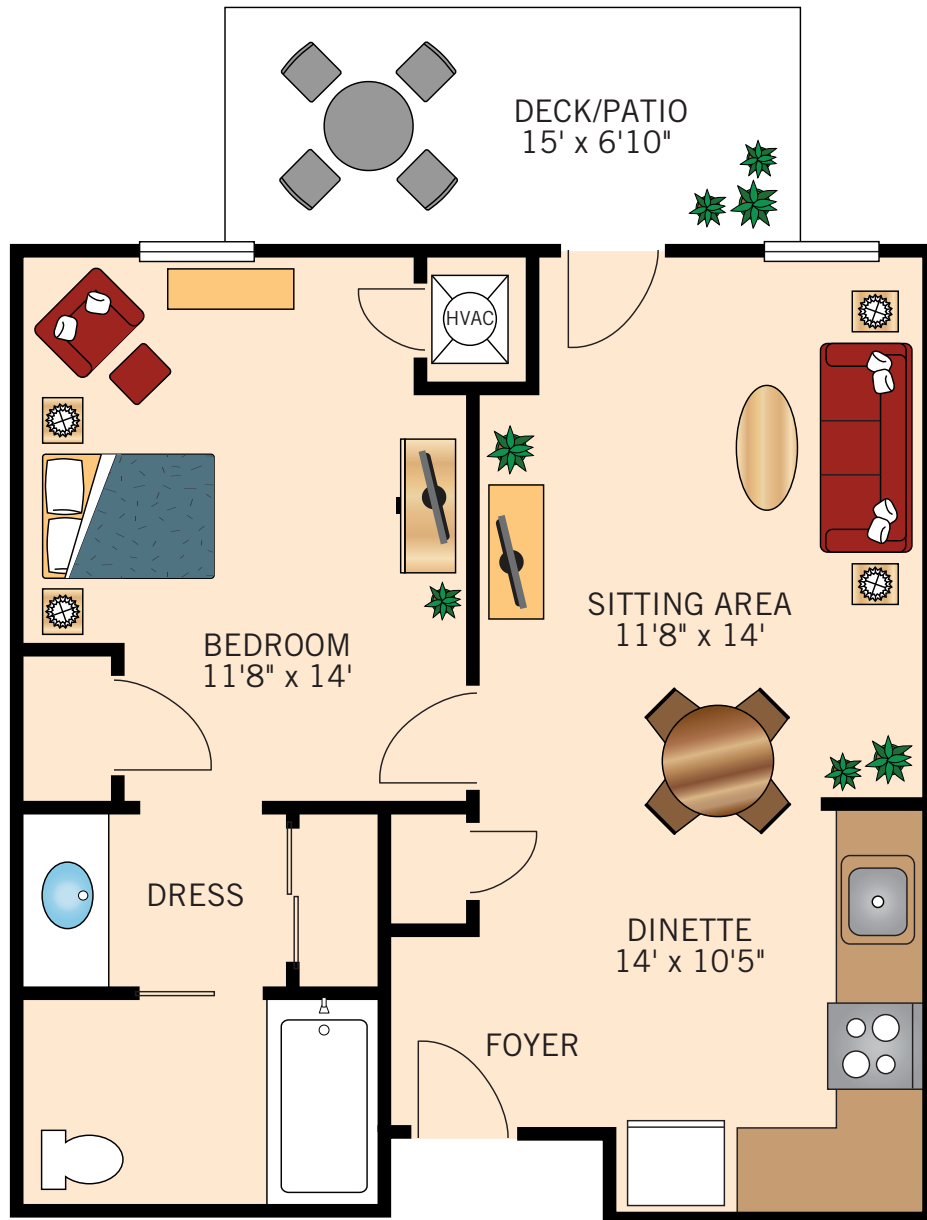 DECK/PATIO
15' x 6'10"
HVAC
SITTING AREA
11'8" x 14'
BEDROOM
11'8" x 14'
DRESS
DINETTE
14' x 10'5"
FOYER